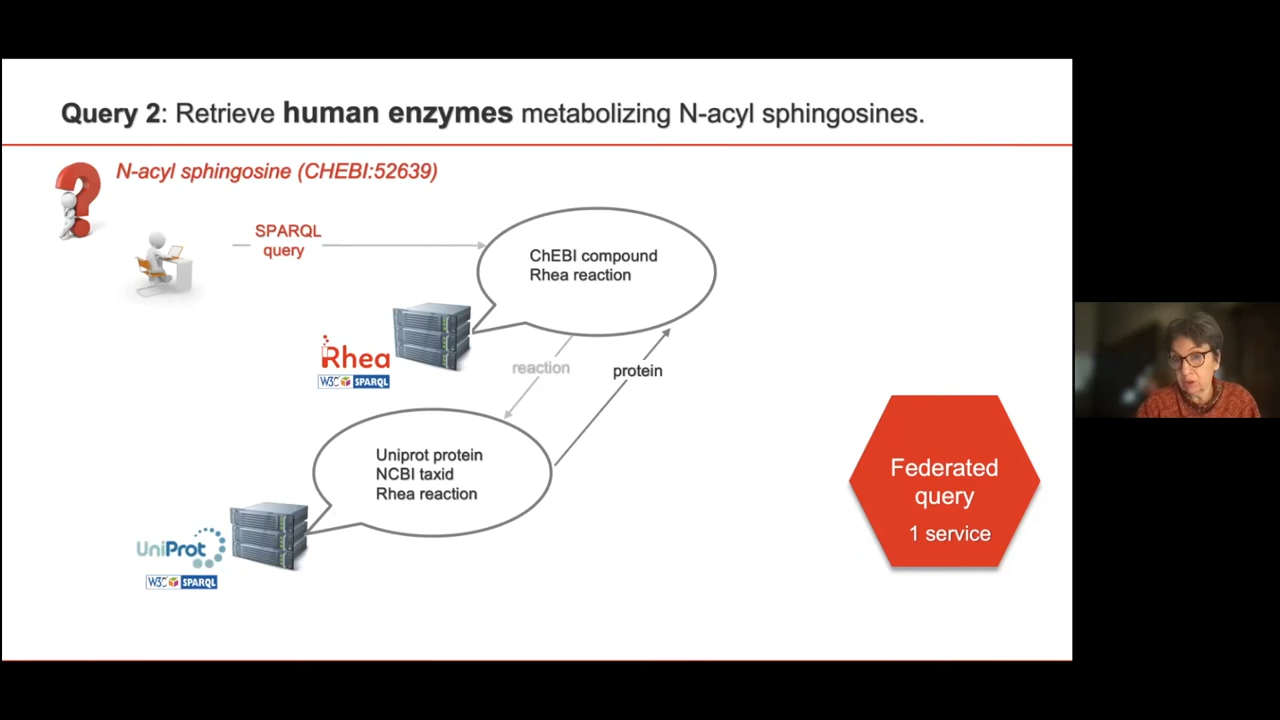 Query 2: Retrieve human enzymes metabolizing N-acyl sphingosines.
?
N-acyl sphingosine (CHEBI:52639)
SPARQL
query
ChEBI compound
Rhea reaction
Rhea
W3C SPARQL
reaction
protein
Uniprot protein
NCBI taxid
Rhea reaction
UniProt
W3C SPARQL
Federated
query
1 service